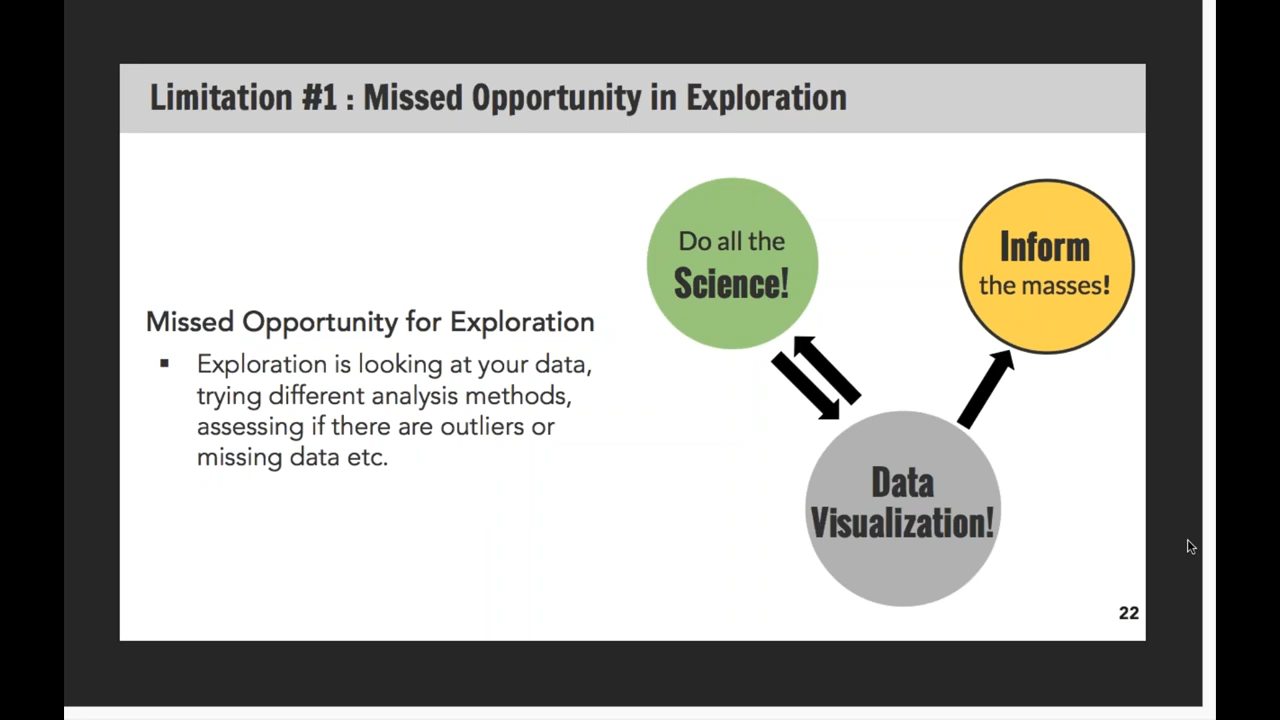 Limitation #1 : Missed Opportunity in Exploration
Missed Opportunity for Exploration
▪ Exploration is looking at your data,
trying different analysis methods,
assessing if there are outliers or
missing data etc.
Do all the
Science!
Inform
the masses!
Data
Visualization!
22